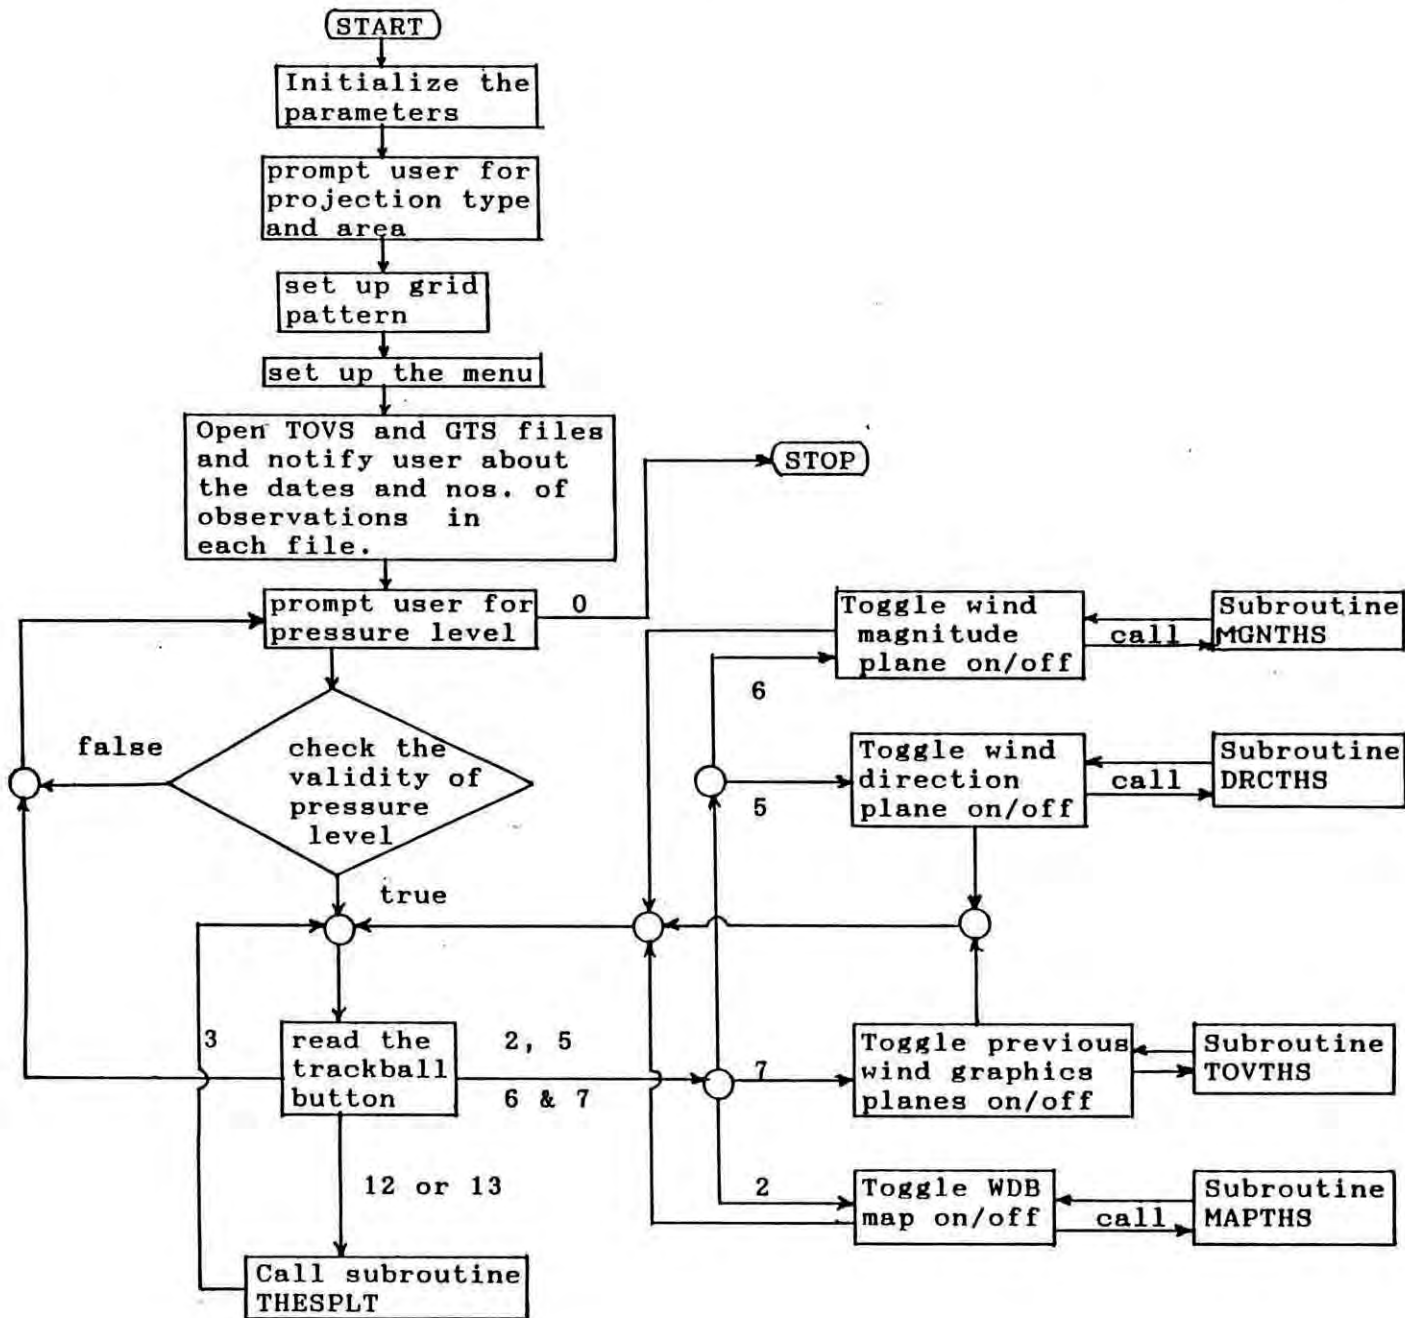 START
Initialize the
parameters
prompt user for
projection type
and area
set up grid
pattern
set up the menu
Open TOVS and GTS files
and notify user about
the dates and nos. of
observations in
each file.
STOP
prompt user for
pressure level
0
false
check the
validity of
pressure
level
true
3
read the
trackball
button
2, 5
6 & 7
12 or 13
Call subroutine
THESPLT
6
Toggle wind
magnitude
plane on/off
call
Subroutine
MGNTHS
5
Toggle wind
direction
plane on/off
call
Subroutine
DRCTHS
7
Toggle previous
wind graphics
planes on/off
Subroutine
TOVTHS
2
Toggle WDB
map on/off
call
Subroutine
MAPTHS